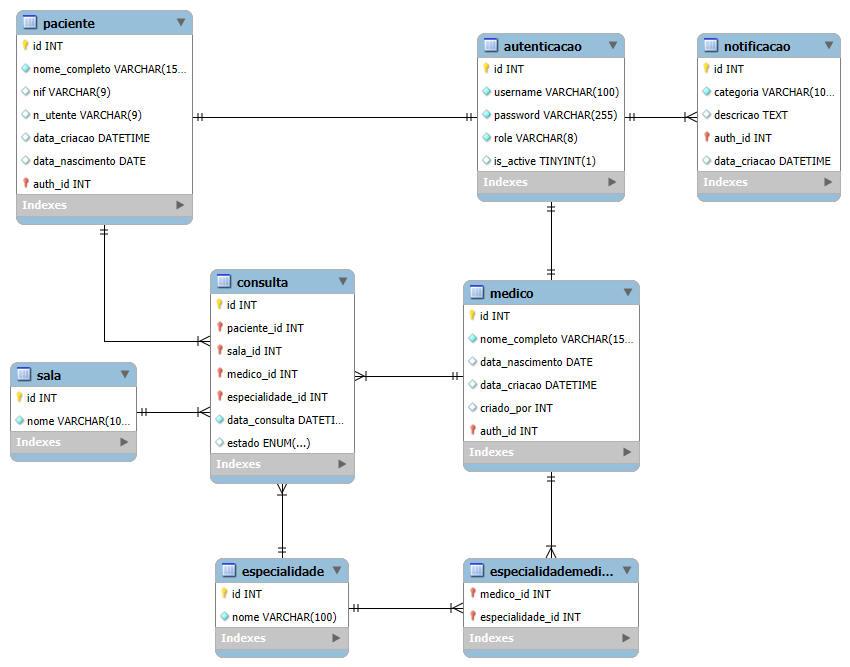 paciente
id INT
nome_completo VARCHAR(15...
nif VARCHAR(9)
n_utente VARCHAR(9)
data_criacao DATETIME
data_nascimento DATE
auth_id INT
Indexes
autenticacao
id INT
username VARCHAR(100)
password VARCHAR(255)
role VARCHAR(8)
is_active TINYINT(1)
Indexes
notificacao
id INT
categoria VARCHAR(10...
descricao TEXT
auth_id INT
data_criacao DATETIME
Indexes
consulta
id INT
paciente_id INT
sala_id INT
medico_id INT
especialidade_id INT
data_consulta DATETI...
estado ENUM(...)
Indexes
medico
id INT
nome_completo VARCHAR(15...
data_nascimento DATE
data_criacao DATETIME
criado_por INT
auth_id INT
Indexes
sala
id INT
nome VARCHAR(10...
Indexes
especialidade
id INT
nome VARCHAR(100)
Indexes
especialidademedi...
medico_id INT
especialidade_id INT
Indexes